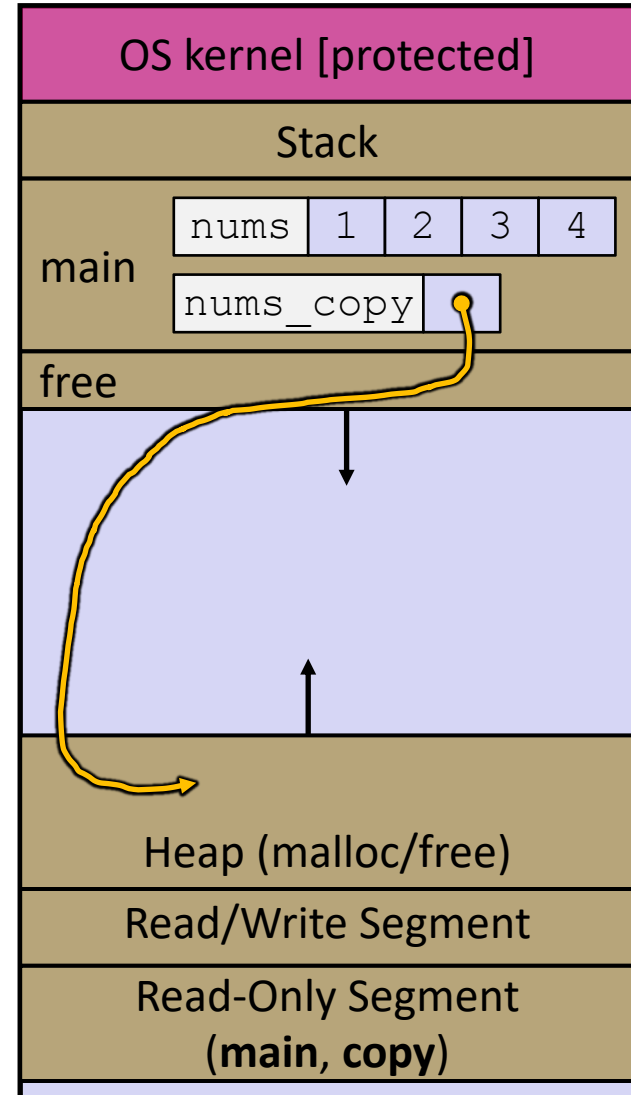 OS kernel [protected]
Stack
nums 1 2 3 4
main
nums_copy
free
Heap (malloc/free)
Read/Write Segment
Read-Only Segment
(main, copy)